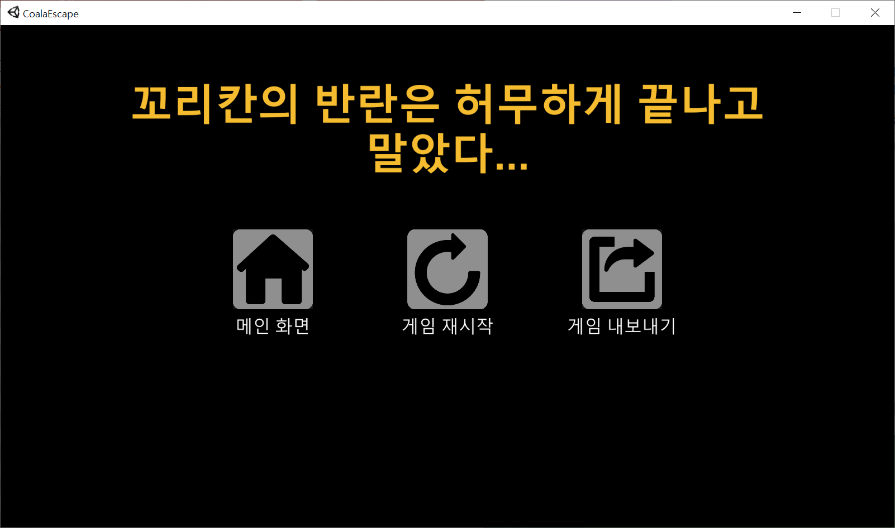 CoalaEscape
꼬리칸의 반란은 허무하게 끝나고
말았다...
메인 화면
게임 재시작
게임 내보내기